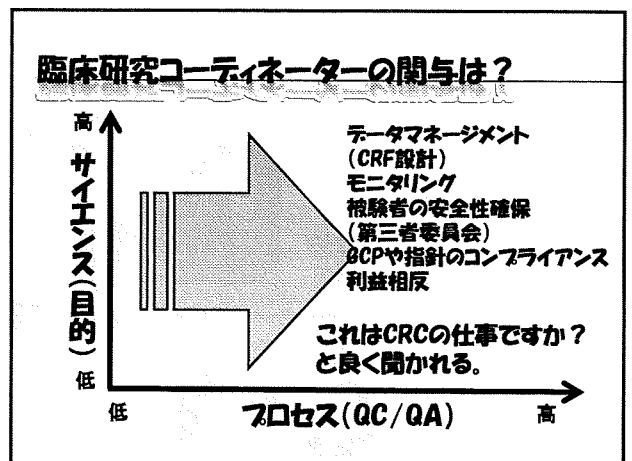 臨床研究コーディネーターの関与は？
高
サイエンス(目的)
低
データマネージメント
(CRF設計)
モニタリング
被験者の安全性確保
(第三者委員会)
GCPや指針のコンプライアンス
利益相反
これはCRCの仕事ですか？
と良く聞かれる。
低
プロセス(QC/QA)
高